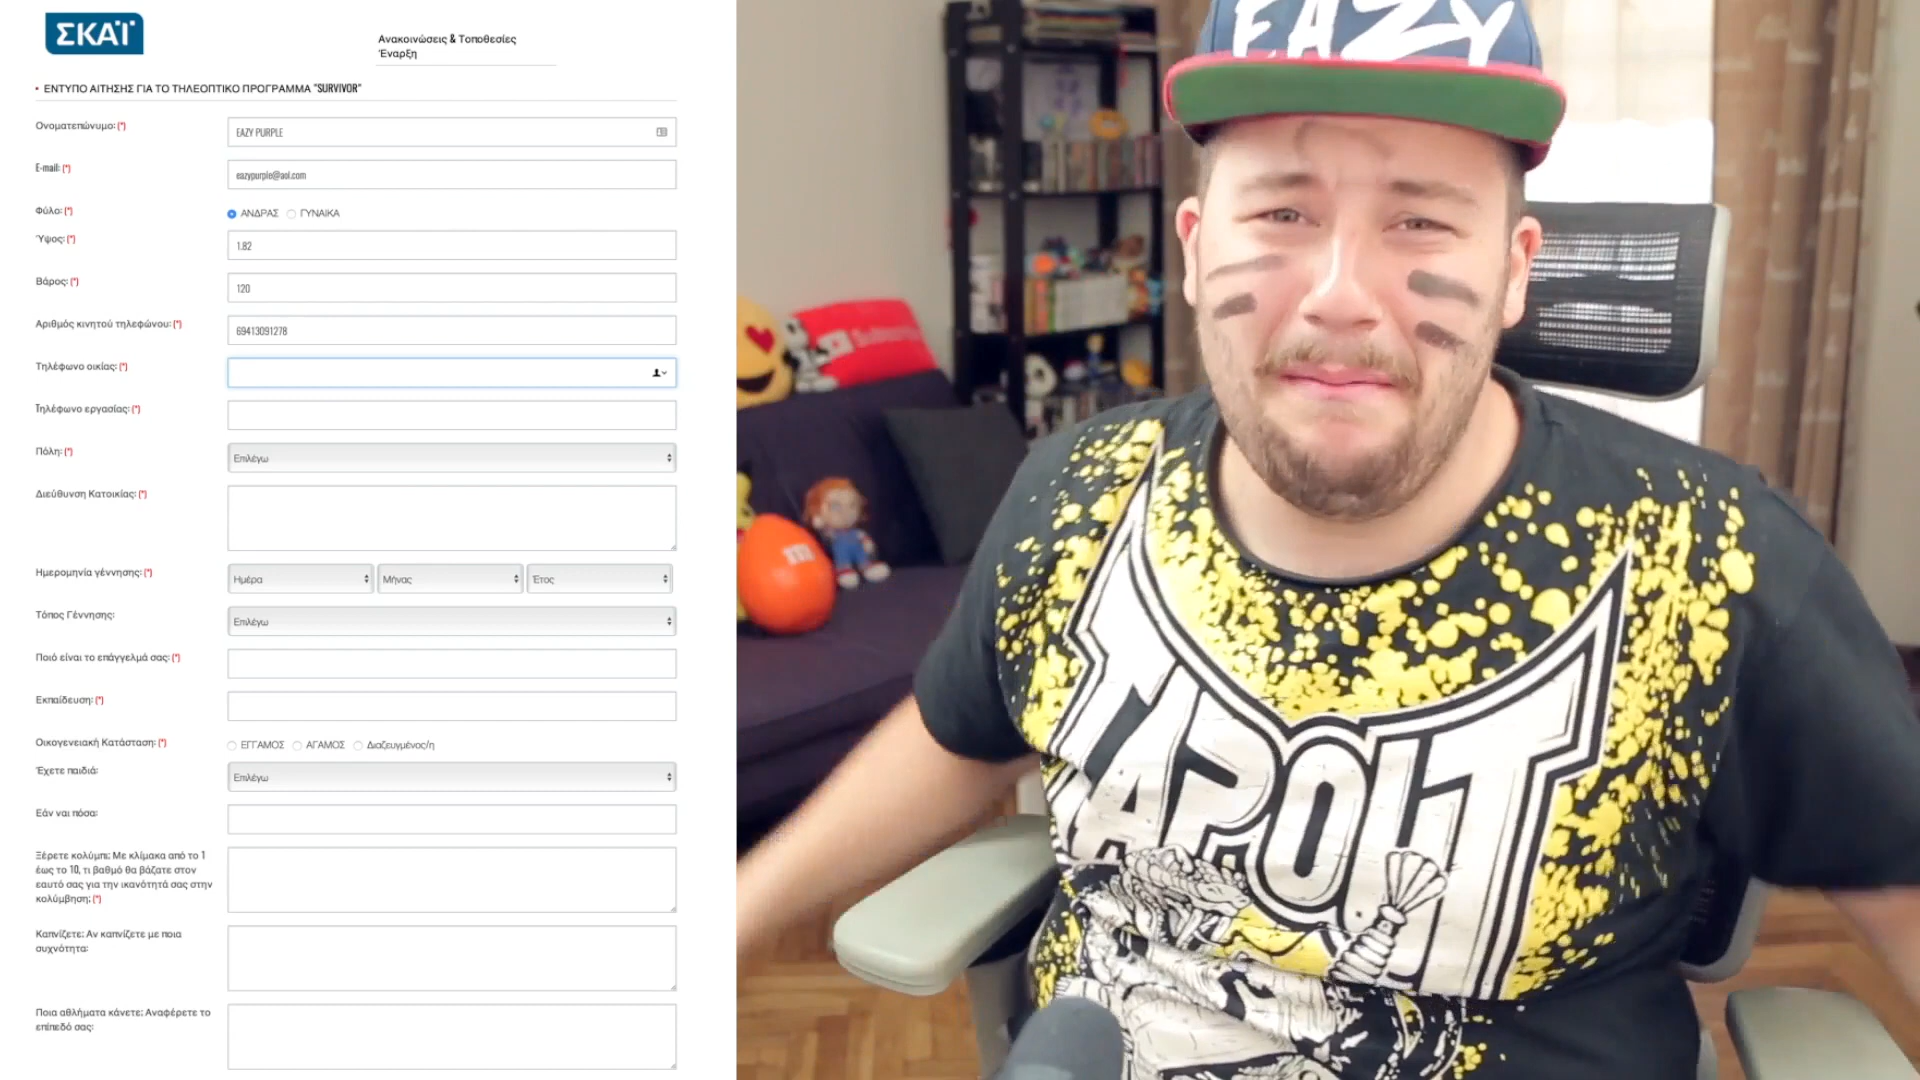 ΣΚΑΪ
Ανακοινώσεις & Τοποθεσίες
Έναρξη
• ΕΝΤΥΠΟ ΑΙΤΗΣΗΣ ΓΙΑ ΤΟ ΤΗΛΕΟΠΤΙΚΟ ΠΡΟΓΡΑΜΜΑ "SURVIVOR"
Ονοματεπώνυμο: (*)
EAZY PURPLE
E-mail: (*)
eazypurple@aol.com
Φύλο: (*)
ΑΝΔΡΑΣ ΓΥΝΑΙΚΑ
Ύψος: (*)
1.82
Βάρος: (*)
120
Αριθμός κινητού τηλεφώνου: (*)
69413091278
Τηλέφωνο οικίας: (*)
Τηλέφωνο εργασίας: (*)
Πόλη: (*)
Επιλέγω
Διεύθυνση Κατοικίας: (*)
Ημερομηνία γέννησης: (*)
Ημέρα Μήνας Έτος
Τόπος Γέννησης:
Επιλέγω
Ποιό είναι το επάγγελμά σας: (*)
Εκπαίδευση: (*)
Οικογενειακή Κατάσταση: (*)
ΕΓΓΑΜΟΣ ΑΓΑΜΟΣ Διαζευγμένος/η
Έχετε παιδιά:
Επιλέγω
Εάν ναι πόσα:
Ξέρετε κολύμπι; Με κλίμακα από το 1
έως το 10, τι βαθμό θα βάζατε στον
εαυτό σας για την ικανότητά σας στην
κολύμβηση; (*)
Καπνίζετε; Αν καπνίζετε με ποια
συχνότητα:
Ποια αθλήματα κάνετε; Αναφέρετε το
επίπεδό σας:
EAZY
TAPOUT
m